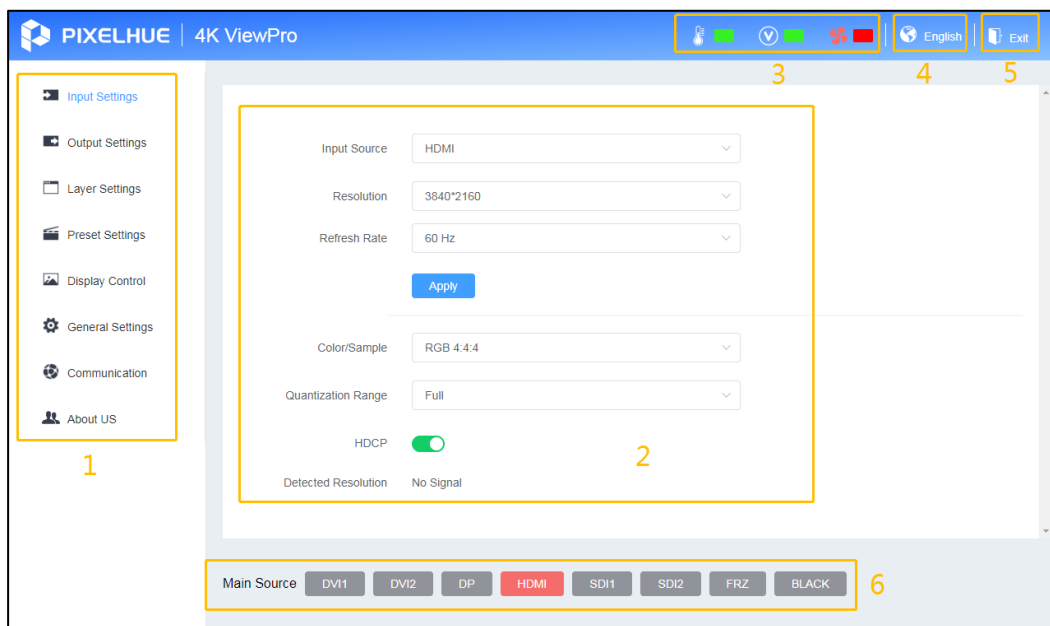 PIXELHUE | 4K ViewPro
V
English
Exit
3
4
5
Input Settings
Output Settings
Layer Settings
Preset Settings
Display Control
General Settings
Communication
About US
1
Input Source HDMI
Resolution 3840*2160
Refresh Rate 60 Hz
Apply
Color/Sample RGB 4:4:4
Quantization Range Full
HDCP
2
Detected Resolution No Signal
Main Source DVI1 DVI2 DP HDMI SDI1 SDI2 FRZ BLACK
6